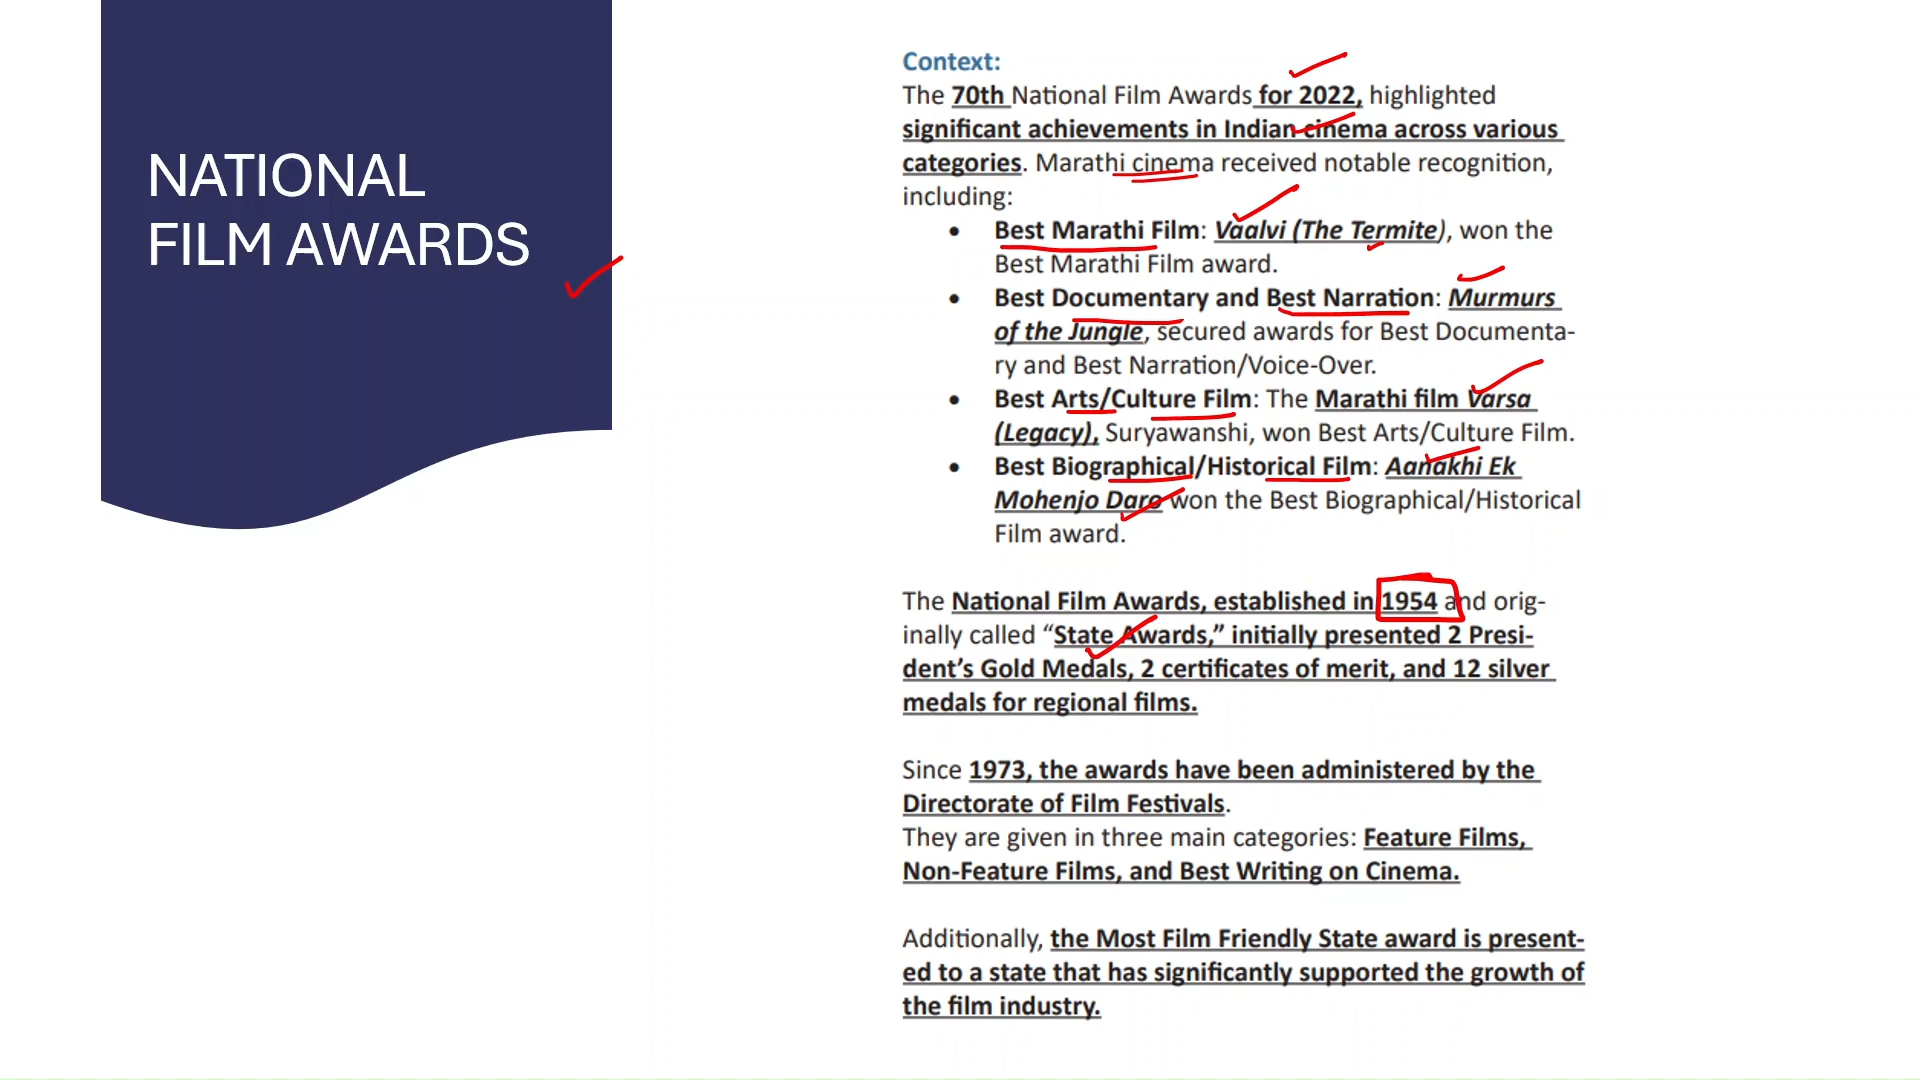 NATIONAL
FILM AWARDS
Context:
The 70th National Film Awards for 2022, highlighted
significant achievements in Indian cinema across various
categories. Marathi cinema received notable recognition,
including:
• Best Marathi Film: Vaalvi (The Termite), won the
Best Marathi Film award.
• Best Documentary and Best Narration: Murmurs
of the Jungle, secured awards for Best Documenta-
ry and Best Narration/Voice-Over.
• Best Arts/Culture Film: The Marathi film Varsa
(Legacy), Suryawanshi, won Best Arts/Culture Film.
• Best Biographical/Historical Film: Aanakhi Ek
Mohenjo Daro won the Best Biographical/Historical
Film award.
The National Film Awards, established in 1954 and orig-
inally called “State Awards,” initially presented 2 Presi-
dent’s Gold Medals, 2 certificates of merit, and 12 silver
medals for regional films.
Since 1973, the awards have been administered by the
Directorate of Film Festivals.
They are given in three main categories: Feature Films,
Non-Feature Films, and Best Writing on Cinema.
Additionally, the Most Film Friendly State award is present-
ed to a state that has significantly supported the growth of
the film industry.